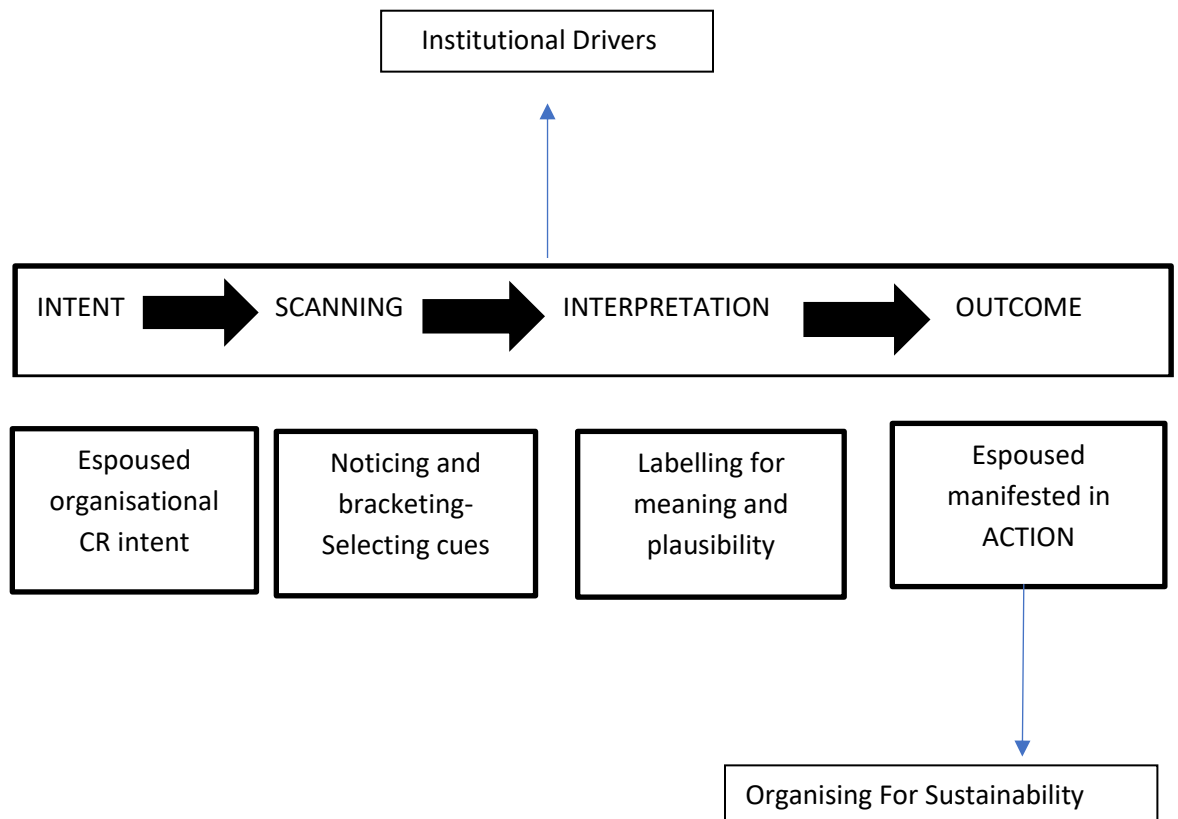 Institutional Drivers
INTENT
SCANNING
INTERPRETATION
OUTCOME
Espoused
organisational
CR intent
Noticing and
bracketing-
Selecting cues
Labelling for
meaning and
plausibility
Espoused
manifested in
ACTION
Organising For Sustainability